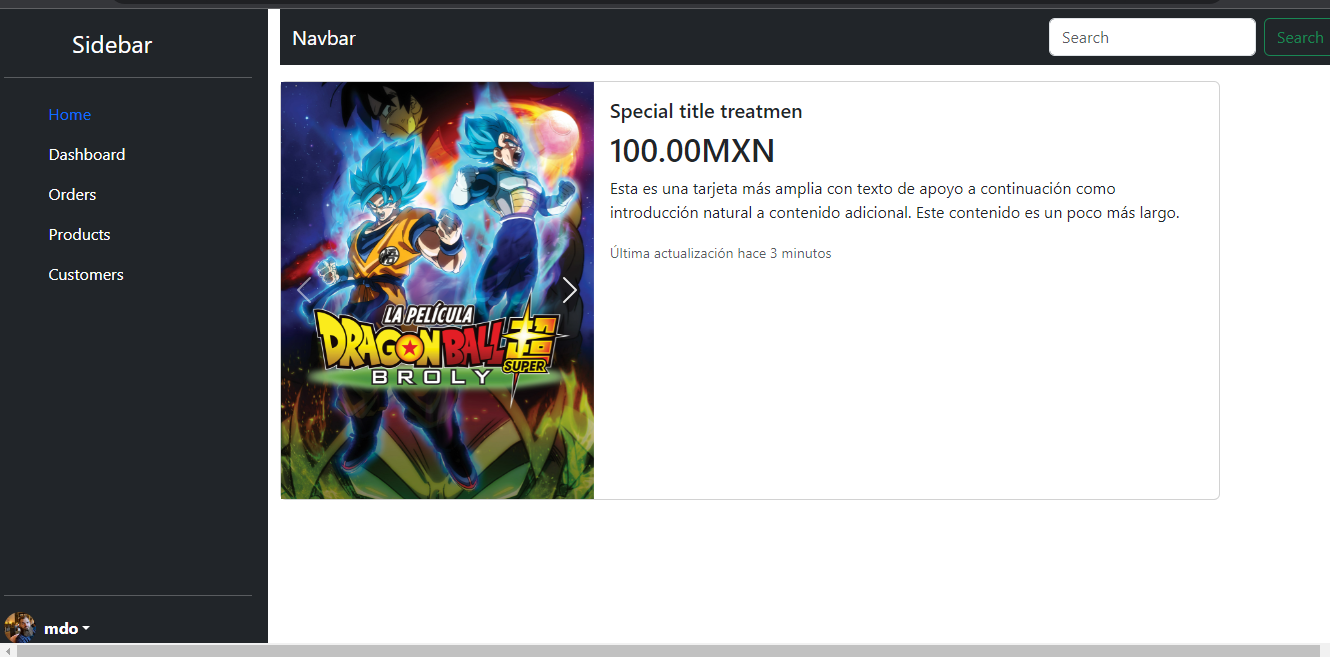 Sidebar
Home
Dashboard
Orders
Products
Customers
mdo
Navbar
Search
Search
LA PELÍCULA
DRAGON BALL 超
SUPER
BROLY
Special title treatmen
100.00MXN
Esta es una tarjeta más amplia con texto de apoyo a continuación como
introducción natural a contenido adicional. Este contenido es un poco más largo.
Última actualización hace 3 minutos